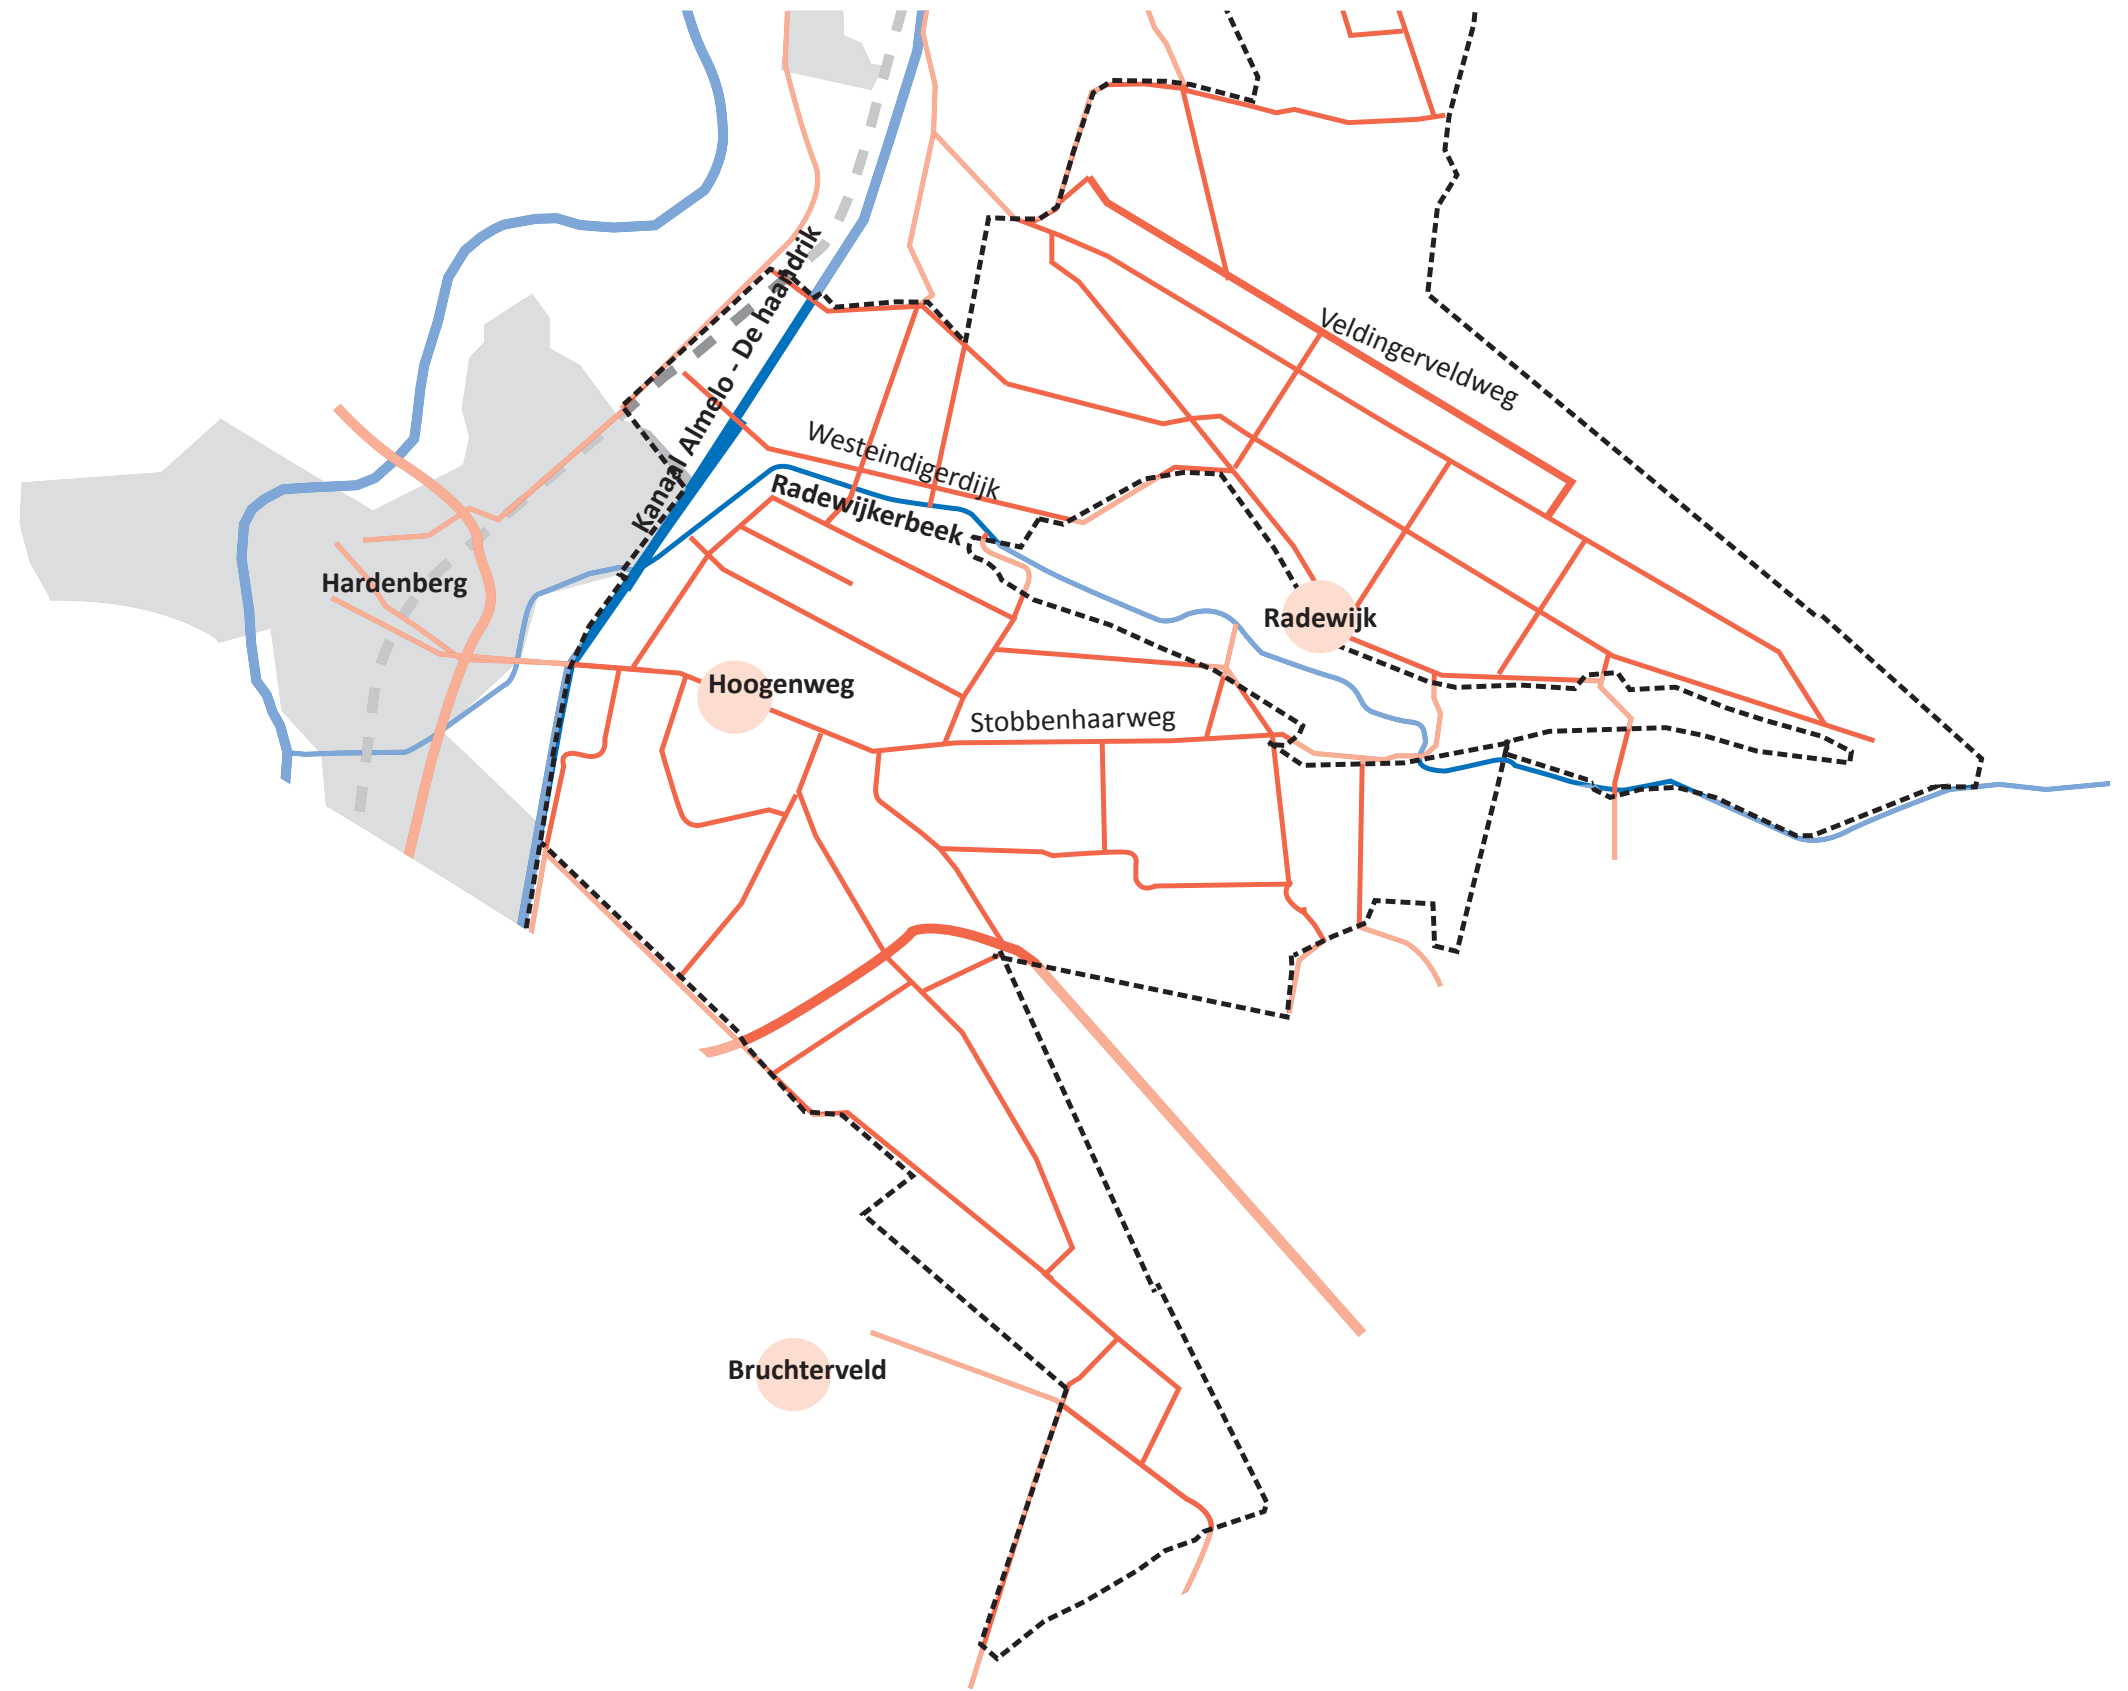 Kanaal Almelo - De haandrik
Veldingerveldweg
Westeindigerdijk
Radewijkerbeek
Hardenberg
Radewijk
Hoogenweg
Stobbenhaarweg
Bruchterveld